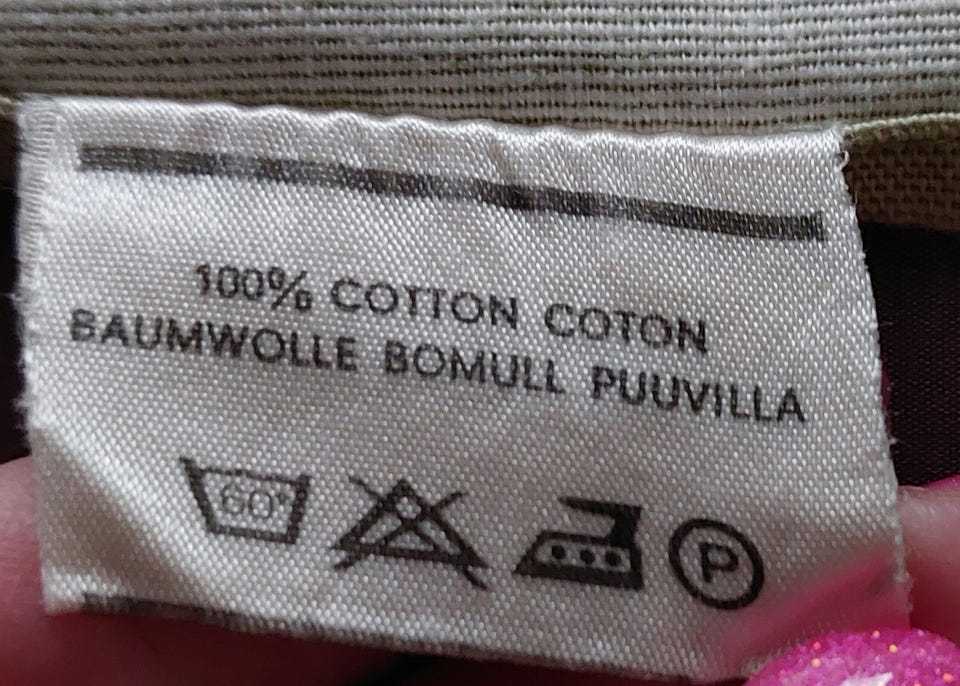 100% COTTON COTON
BAUMWOLLE BOMULL PUUVILLA
60° P